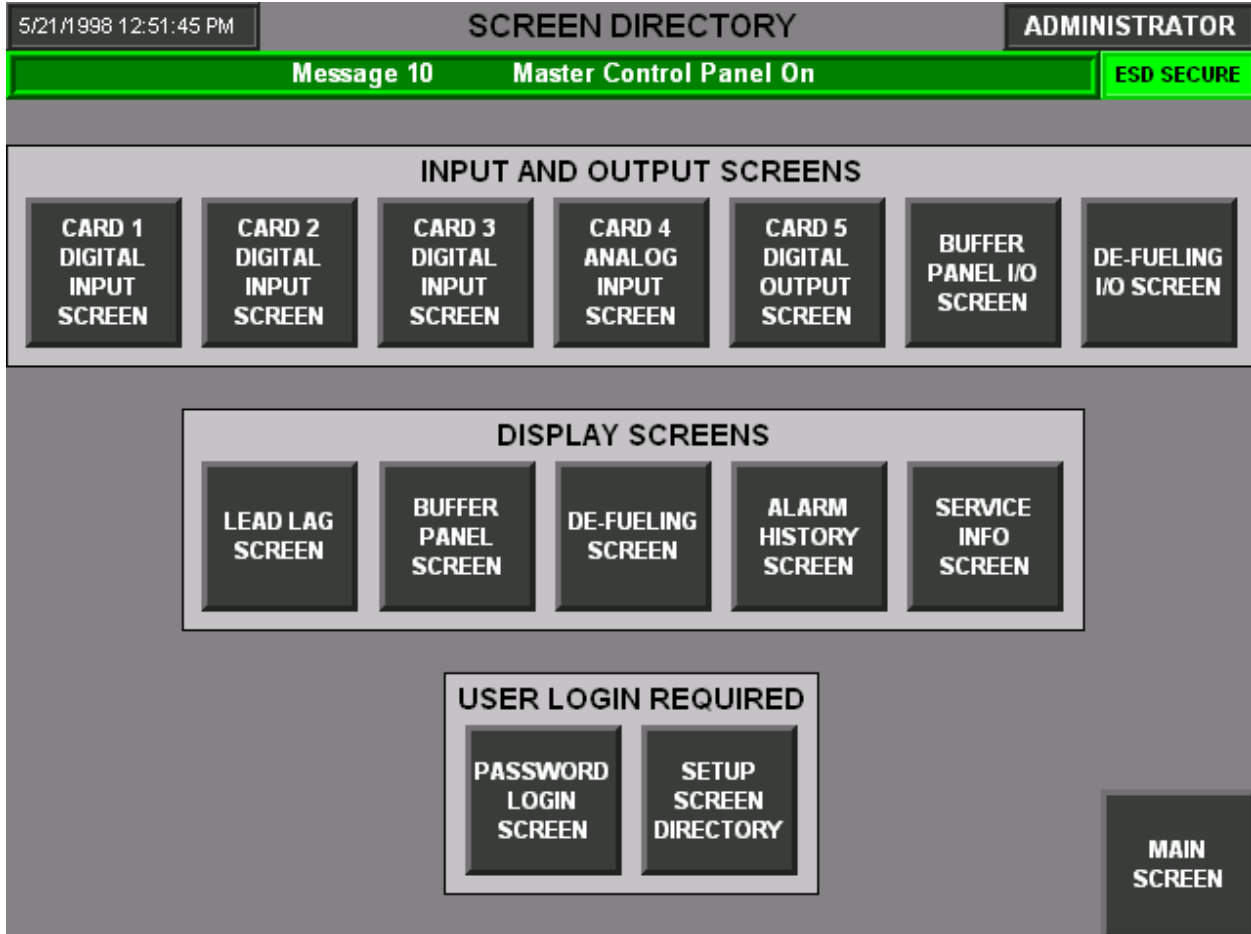 5/21/1998 12:51:45 PM
SCREEN DIRECTORY
ADMINISTRATOR
Message 10 Master Control Panel On
ESD SECURE
INPUT AND OUTPUT SCREENS
CARD 1
DIGITAL
INPUT
SCREEN
CARD 2
DIGITAL
INPUT
SCREEN
CARD 3
DIGITAL
INPUT
SCREEN
CARD 4
ANALOG
INPUT
SCREEN
CARD 5
DIGITAL
OUTPUT
SCREEN
BUFFER
PANEL I/O
SCREEN
DE-FUELING
I/O SCREEN
DISPLAY SCREENS
LEAD LAG
SCREEN
BUFFER
PANEL
SCREEN
DE-FUELING
SCREEN
ALARM
HISTORY
SCREEN
SERVICE
INFO
SCREEN
USER LOGIN REQUIRED
PASSWORD
LOGIN
SCREEN
SETUP
SCREEN
DIRECTORY
MAIN
SCREEN